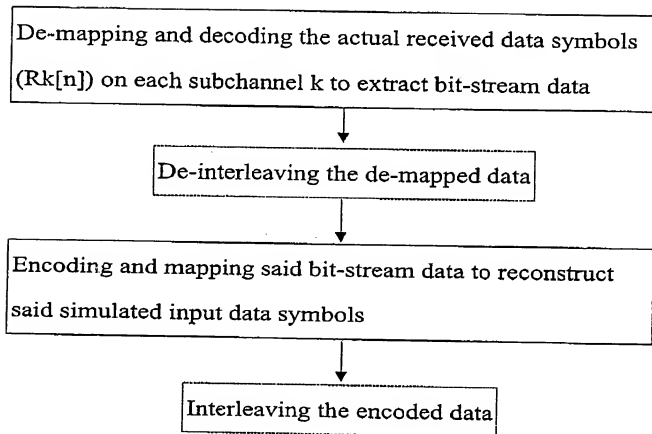 De-mapping and decoding the actual received data symbols
(Rk[n]) on each subchannel k to extract bit-stream data
De-interleaving the de-mapped data
Encoding and mapping said bit-stream data to reconstruct
said simulated input data symbols
Interleaving the encoded data